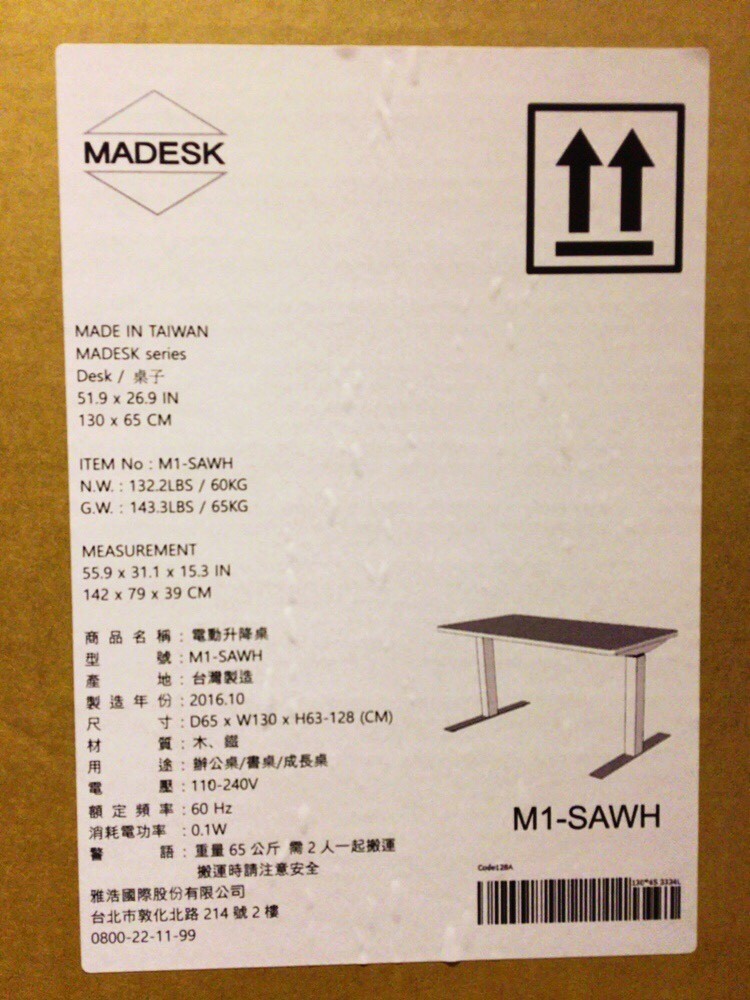 MADESK
MADE IN TAIWAN
MADESK series
Desk / 桌子
51.9 x 26.9 IN
130 x 65 CM
ITEM No : M1-SAWH
N.W. : 132.2LBS / 60KG
G.W. : 143.3LBS / 65KG
MEASUREMENT
55.9 x 31.1 x 15.3 IN
142 x 79 x 39 CM
商品名稱 : 電動升降桌
型號 : M1-SAWH
產地 : 台灣製造
製造年份 : 2016.10
尺寸 : D65 x W130 x H63-128 (CM)
材質 : 木、鐵
用途 : 辦公桌/書桌/成長桌
電壓 : 110-240V
額定頻率 : 60 Hz
消耗電功率 : 0.1W
警語 : 重量 65 公斤 需 2 人一起搬運
搬運時請注意安全
雅浩國際股份有限公司
台北市敦化北路 214 號 2 樓
0800-22-11-99
M1-SAWH
Code128A